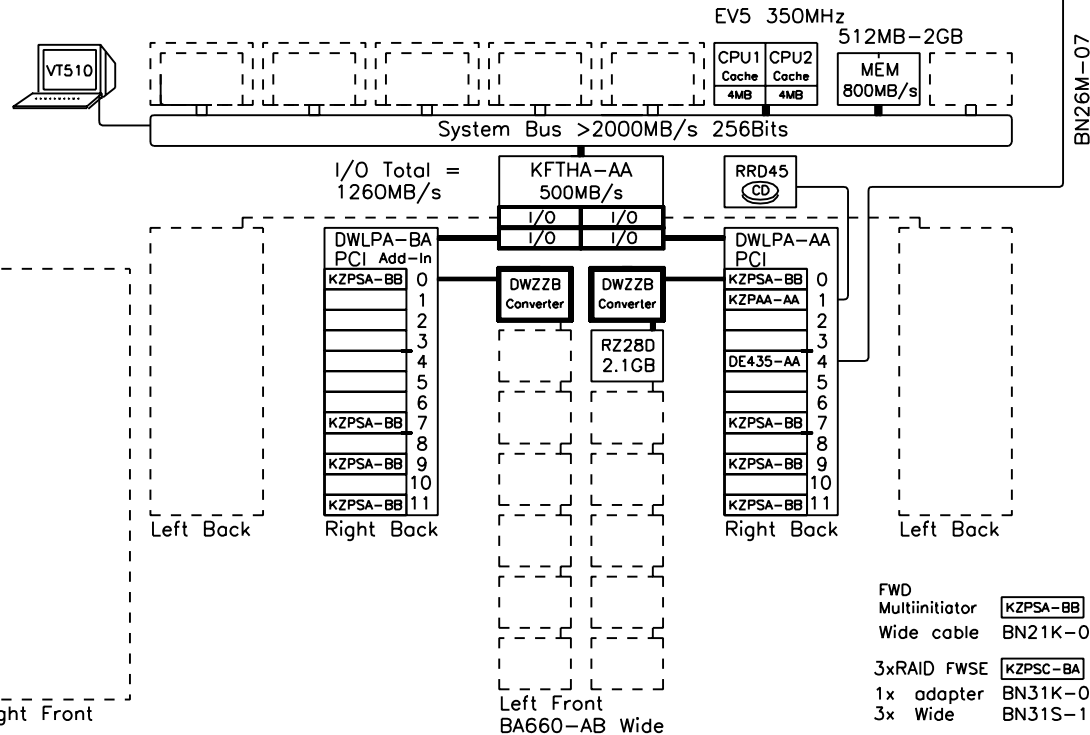 EV5 350MHz
512MB-2GB
BN26M-07
VT510
CPU1 CPU2
Cache Cache
4MB 4MB
MEM
800MB/s
System Bus >2000MB/s 256Bits
I/O Total =
1260MB/s
KFTHA-AA
500MB/s
I/O I/O
I/O I/O
RRD45
CD
DWLPA-BA
PCI Add-In
KZPSA-BB 0
1
2
3
4
5
6
KZPSA-BB 7
8
KZPSA-BB 9
10
KZPSA-BB 11
Right Back
Left Back
DWZZB
Converter
DWZZB
Converter
RZ28D
2.1GB
DWLPA-AA
PCI
KZPSA-BB 0
KZPAA-AA 1
2
3
DE435-AA 4
5
6
KZPSA-BB 7
8
KZPSA-BB 9
10
KZPSA-BB 11
Right Back
Left Back
ght Front
Left Front
BA660-AB Wide
FWD
Multiinitiator KZPSA-BB
Wide cable BN21K-0
3xRAID FWSE KZPSC-BA
1x adapter BN31K-0
3x Wide BN31S-1